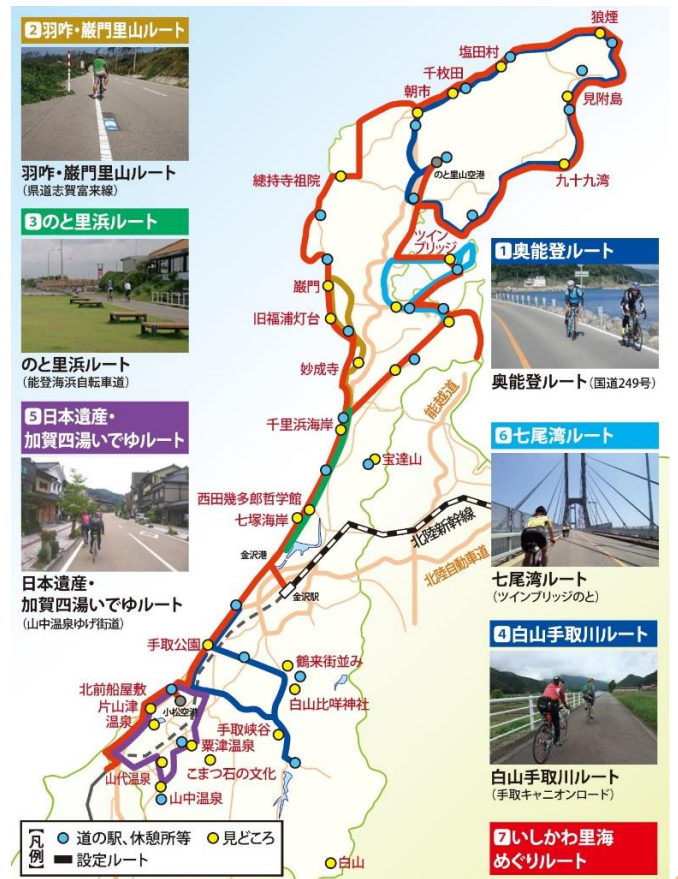 2羽咋・巌門里山ルート
羽咋・巌門里山ルート
(県道志賀富来線)
3のと里浜ルート
のと里浜ルート
(能登海浜自転車道)
5日本遺産・
加賀四湯いでゆルート
日本遺産・
加賀四湯いでゆルート
(山中温泉ゆげ街道)
狼煙
塩田村
千枚田
朝市
見附島
のと里山空港
九十九湾
總持寺祖院
ツイン
ブリッジ
巌門
旧福浦灯台
妙成寺
能越道
千里浜海岸
宝達山
西田幾多郎哲学館
七塚海岸
北陸新幹線
北陸自動車道
金沢港
金沢駅
手取公園
鶴来街並み
北前船屋敷
白山比咩神社
片山津
温泉
小松空港
手取峡谷
粟津温泉
こまつ石の文化
山代温泉
山中温泉
白山
1奥能登ルート
奥能登ルート(国道249号)
6七尾湾ルート
七尾湾ルート
(ツインブリッジのと)
4白山手取川ルート
白山手取川ルート
(手取キャニオンロード)
7いしかわ里海
めぐりルート
【凡例】
道の駅、休憩所等 見どころ
設定ルート